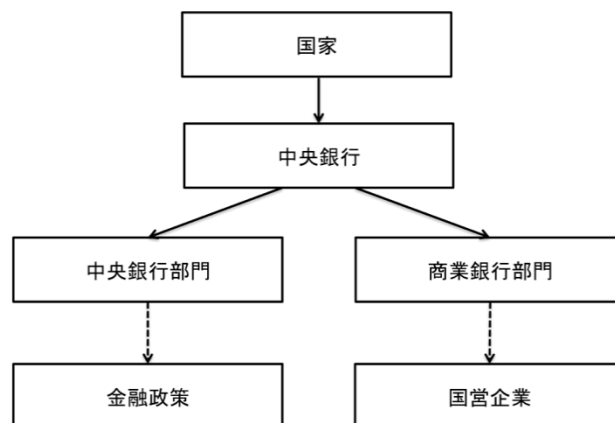 国家
中央銀行
中央銀行部門
商業銀行部門
金融政策
国営企業